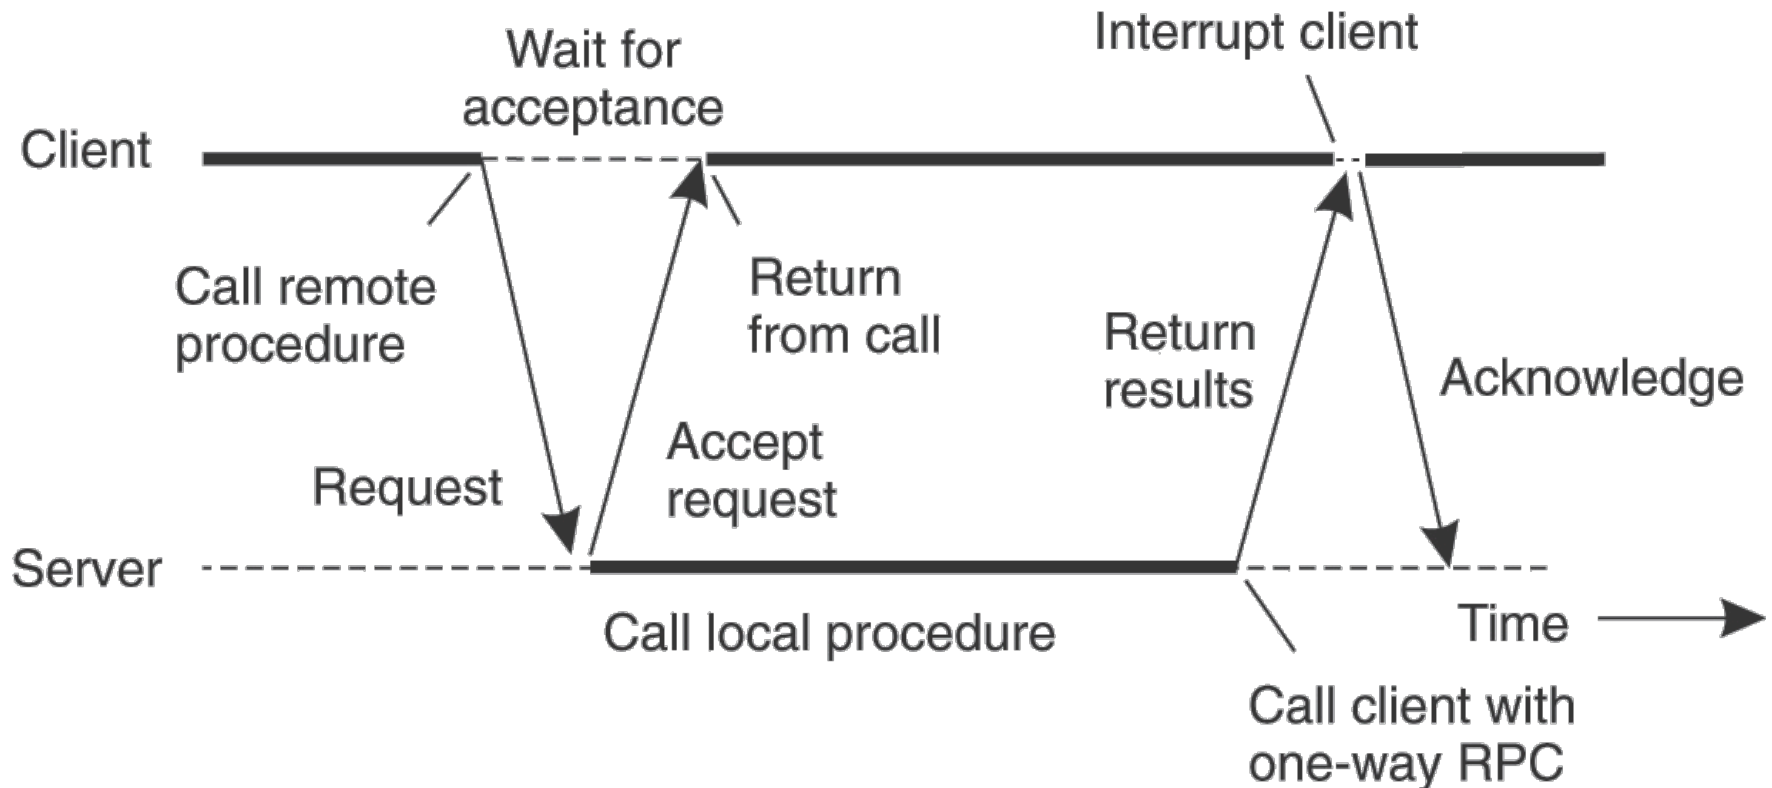 Interrupt client
Wait for
acceptance
Client
Call remote
procedure
Return
from call
Return
results
Acknowledge
Accept
request
Request
Server
Call local procedure
Time
Call client with
one-way RPC